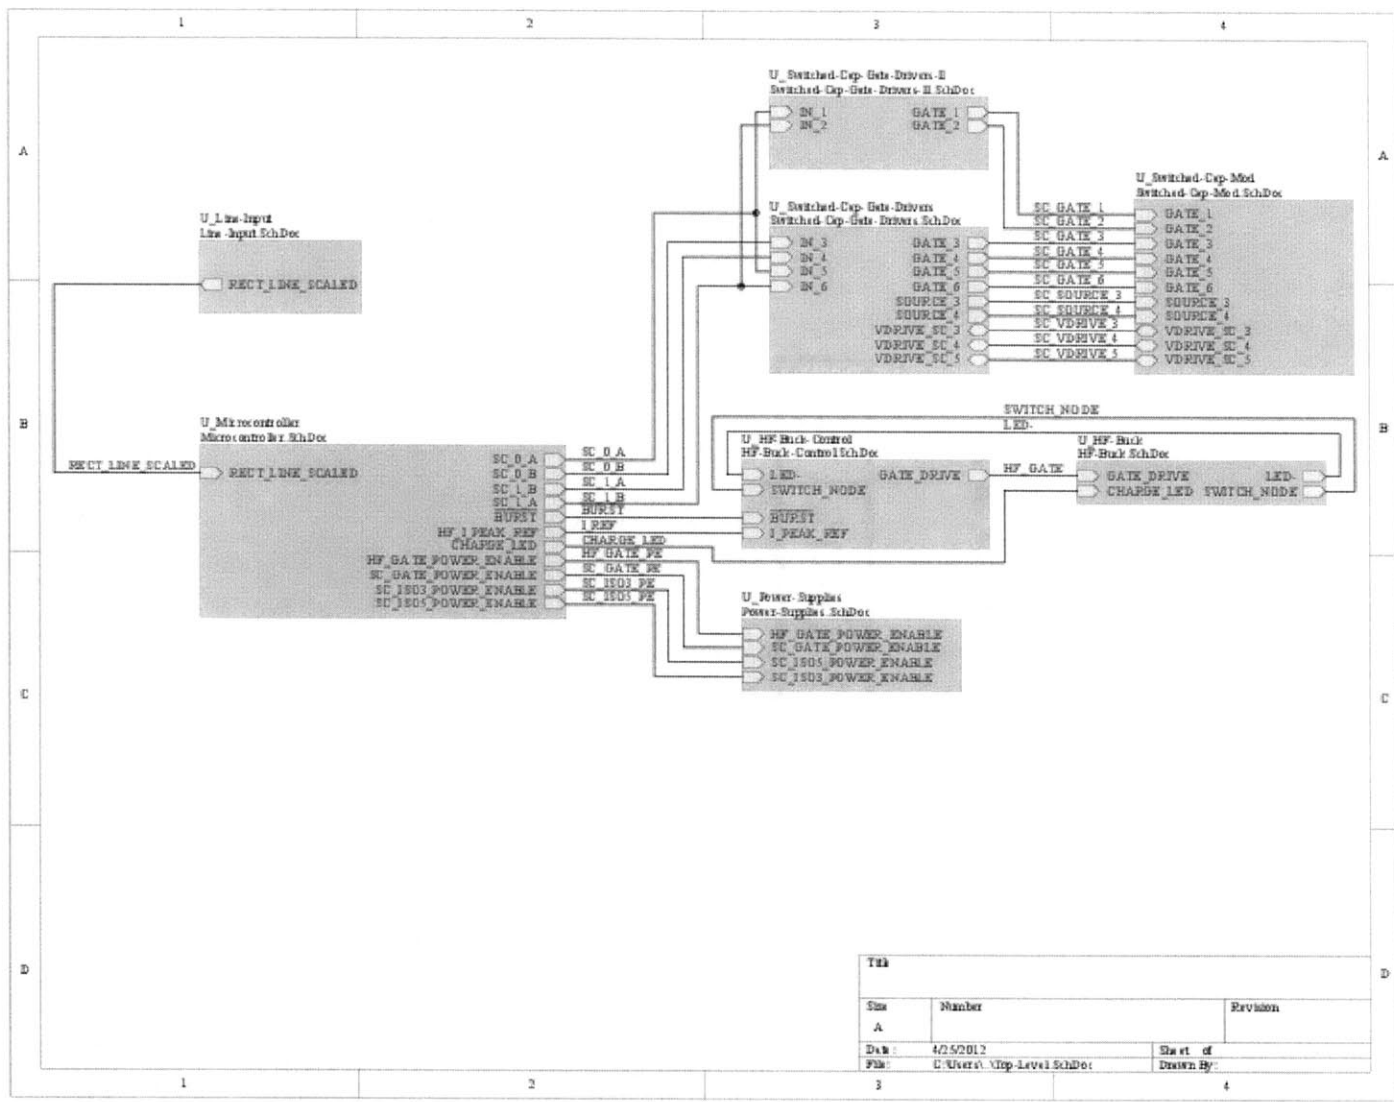 1 2 3 4
A
B
C
D
A
B
C
D
U_Switched-Cap-Gate-Drivers-II
Switched-Cap-Gate-Drivers-II.SchDoc
IN_1 GATE_1
IN_2 GATE_2
U_Switched-Cap-Mod
Switched-Cap-Mod.SchDoc
GATE_1
GATE_2
GATE_3
GATE_4
GATE_5
GATE_6
SOURCE_3
SOURCE_4
VDRIVE_SC_3
VDRIVE_SC_4
VDRIVE_SC_5
SC_GATE_1
SC_GATE_2
SC_GATE_3
SC_GATE_4
SC_GATE_5
SC_GATE_6
SC_SOURCE_3
SC_SOURCE_4
SC_VDRIVE_3
SC_VDRIVE_4
SC_VDRIVE_5
U_Switched-Cap-Gate-Drivers
Switched-Cap-Gate-Drivers.SchDoc
IN_3 GATE_3
IN_4 GATE_4
IN_5 GATE_5
IN_6 GATE_6
SOURCE_3
SOURCE_4
VDRIVE_SC_3
VDRIVE_SC_4
VDRIVE_SC_5
U_Line-Input
Line-Input.SchDoc
RECT_LINE_SCALED
U_Microcontroller
Microcontroller.SchDoc
RECT_LINE_SCALED
RECT_LINE_SCALED
SC_0_A
SC_0_B
SC_1_B
SC_1_A
BURST
HF_I_PEAK_REF
CHARGE_LED
HF_GATE_POWER_ENABLE
SC_GATE_POWER_ENABLE
SC_ISO3_POWER_ENABLE
SC_ISO5_POWER_ENABLE
SC_0_A
SC_0_B
SC_1_A
SC_1_B
BURST
I_REF
CHARGE_LED
HF_GATE_PE
SC_GATE_PE
SC_ISO3_PE
SC_ISO5_PE
SWITCH_NODE
LED-
U_HF-Buck-Control
HF-Buck-Control.SchDoc
LED- GATE_DRIVE
SWITCH_NODE
BURST
I_PEAK_REF
HF_GATE
U_HF-Buck
HF-Buck.SchDoc
GATE_DRIVE LED-
CHARGE_LED SWITCH_NODE
U_Power-Supplies
Power-Supplies.SchDoc
HF_GATE_POWER_ENABLE
SC_GATE_POWER_ENABLE
SC_ISO5_POWER_ENABLE
SC_ISO3_POWER_ENABLE
Title
Size Number Revision
A
Date: 4/25/2012 Sheet of
File: C:\Users\..\Top-Level.SchDoc Drawn By:
1 2 3 4